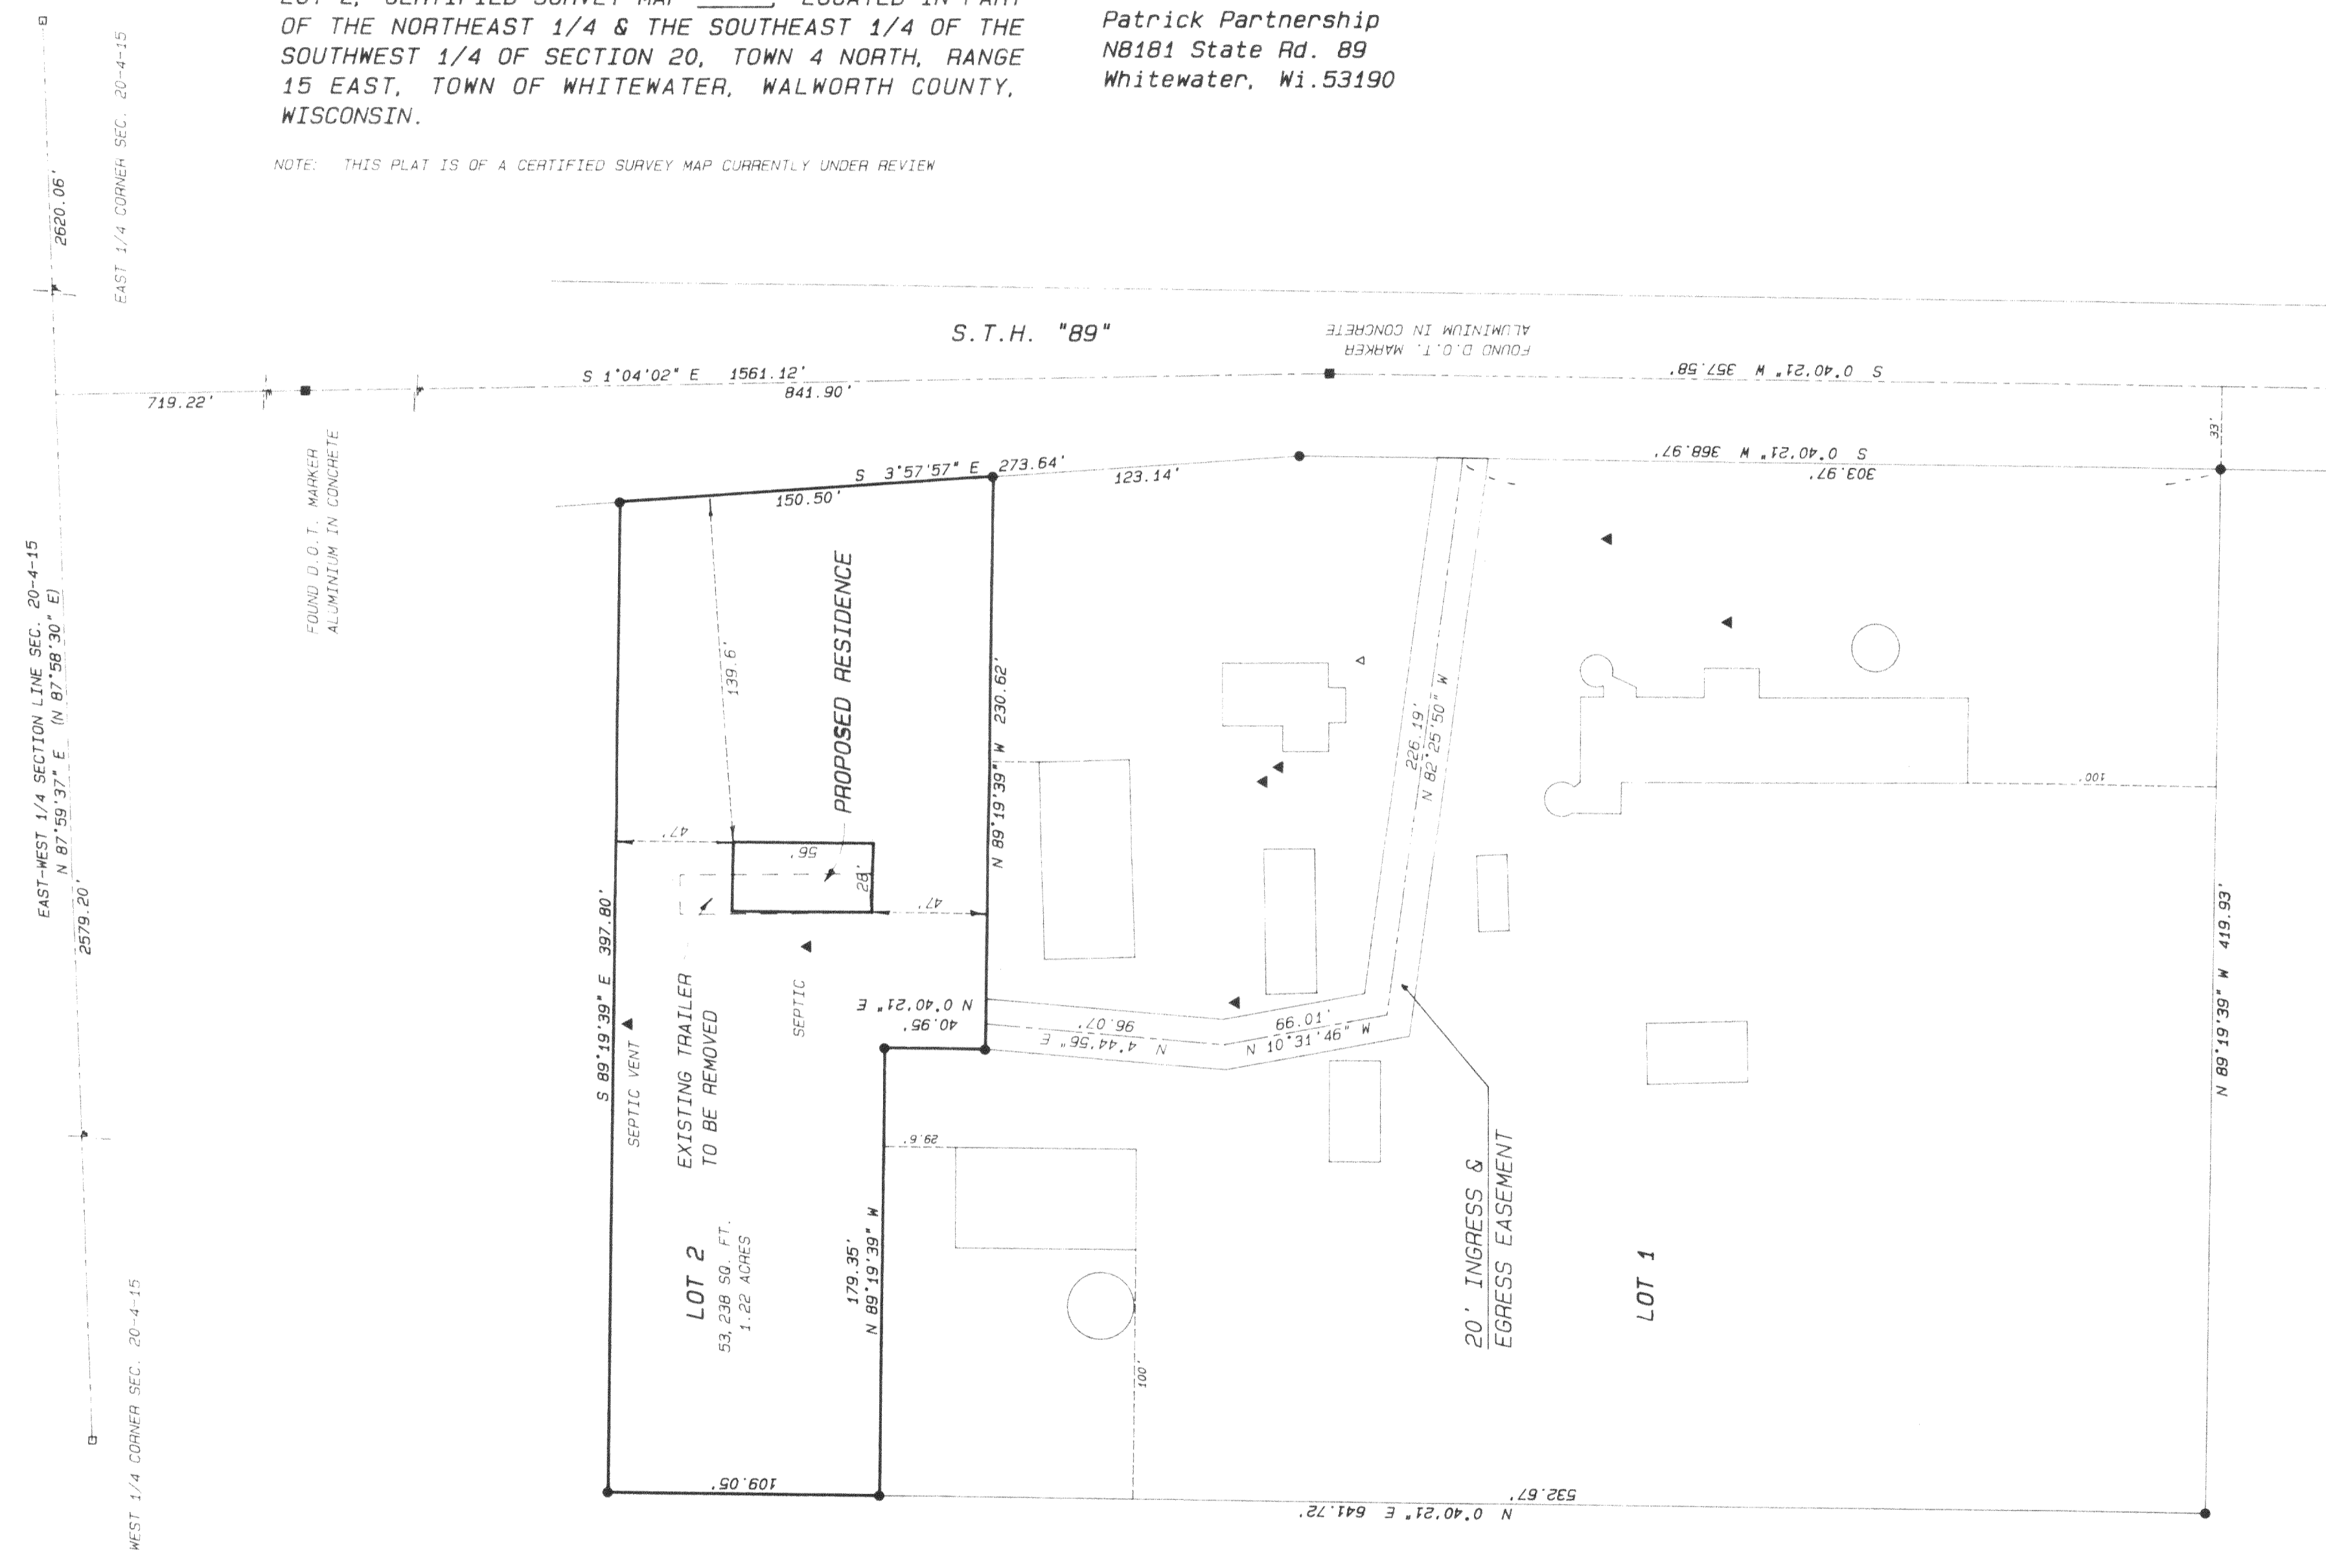 OF THE NORTHEAST 1/4 & THE SOUTHEAST 1/4 OF THE
SOUTHWEST 1/4 OF SECTION 20, TOWN 4 NORTH, RANGE
15 EAST, TOWN OF WHITEWATER, WALWORTH COUNTY,
WISCONSIN.
Patrick Partnership
N8181 State Rd. 89
Whitewater, Wi.53190
NOTE: THIS PLAT IS OF A CERTIFIED SURVEY MAP CURRENTLY UNDER REVIEW
2620.06'
EAST 1/4 CORNER SEC. 20-4-15
S.T.H. "89"
FOUND D.O.T. MARKER
ALUMINIUM IN CONCRETE
S 1°04'02" E 1561.12'
841.90'
719.22'
S 0°40'21" W 357.58'
33'
FOUND D.O.T. MARKER
ALUMINIUM IN CONCRETE
S 3°57'57" E 273.64'
150.50'
123.14'
S 0°40'21" W 368.97'
303.97'
EAST-WEST 1/4 SECTION LINE SEC. 20-4-15
N 87°59'37" E (N 87°58'30" E)
2579.20'
139.6'
PROPOSED RESIDENCE
N 89°19'39" W 230.62'
226.19'
N 82°25'50" W
100'
47'
56'
28'
47'
S 89°19'39" E 397.80'
N 89°19'39" W 419.93'
SEPTIC VENT
EXISTING TRAILER
TO BE REMOVED
SEPTIC
N 0°40'21" E
40.95'
96.07'
N 4°44'56" E
66.01'
N 10°31'46" W
29.6'
20' INGRESS &
EGRESS EASEMENT
LOT 2
53,238 SQ. FT.
1.22 ACRES
179.35'
N 89°19'39" W
LOT 1
100'
WEST 1/4 CORNER SEC. 20-4-15
109.05'
532.67'
N 0°40'21" E 641.72'